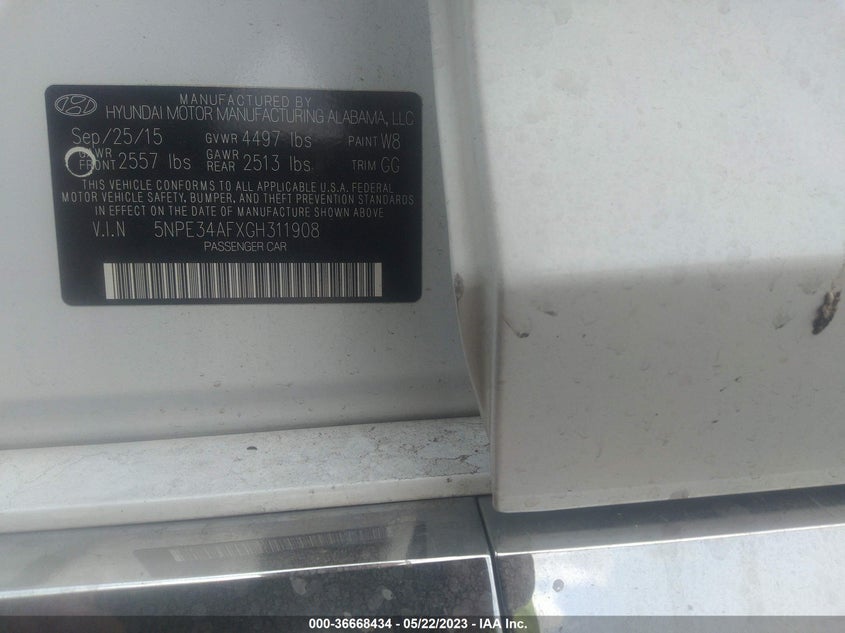 MANUFACTURED BY
HYUNDAI MOTOR MANUFACTURING ALABAMA, LLC
Sep/25/15 GVWR 4497 lbs PAINT W8
GAWR FRONT 2557 lbs GAWR REAR 2513 lbs TRIM GG
THIS VEHICLE CONFORMS TO ALL APPLICABLE U.S.A. FEDERAL
MOTOR VEHICLE SAFETY, BUMPER, AND THEFT PREVENTION STANDARDS
IN EFFECT ON THE DATE OF MANUFACTURE SHOWN ABOVE
V.I.N 5NPE34AFXGH311908
PASSENGER CAR
000-36668434 / 05/22/2023 - IAA Inc.